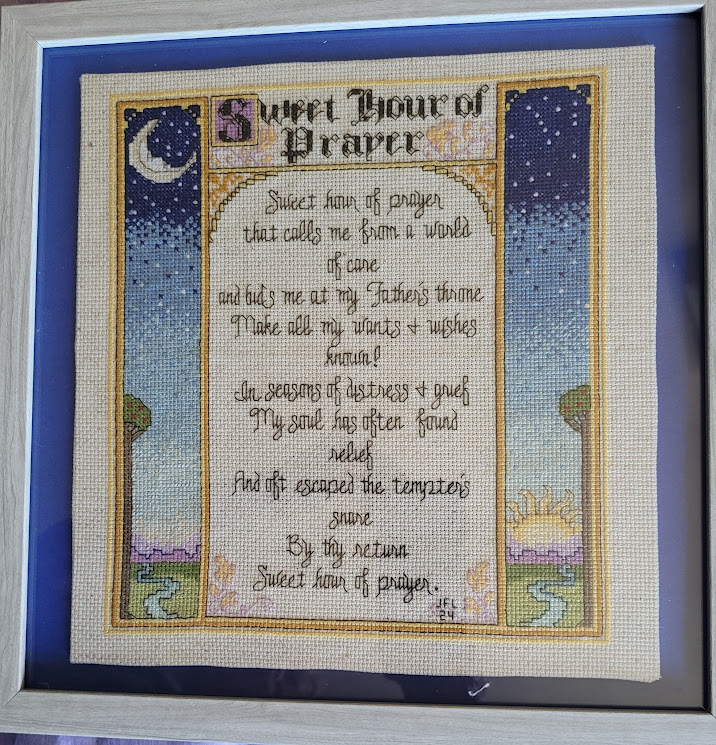 Sweet Hour of
Prayer
Sweet hour of prayer
that calls me from a world
of care
and bids me at my Father's throne
Make all my wants & wishes
known!
In seasons of distress & grief
My soul has often found
relief
And oft escaped the tempter's
snare
By thy return
Sweet hour of prayer.
JFL
24